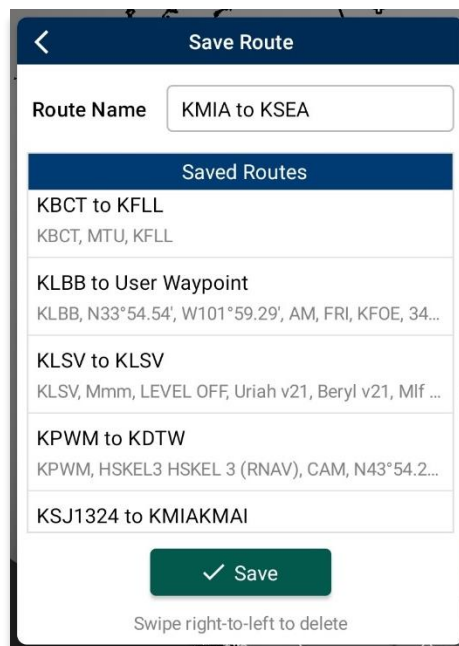 Save Route
Route Name KMIA to KSEA
Saved Routes
KBCT to KFLL
KBCT, MTU, KFLL
KLBB to User Waypoint
KLBB, N33°54.54', W101°59.29', AM, FRI, KFOE, 34...
KLSV to KLSV
KLSV, Mmm, LEVEL OFF, Uriah v21, Beryl v21, Mlf ...
KPWM to KDTW
KPWM, HSKEL3 HSKEL 3 (RNAV), CAM, N43°54.2...
KSJ1324 to KMIAKMAI
Save
Swipe right-to-left to delete